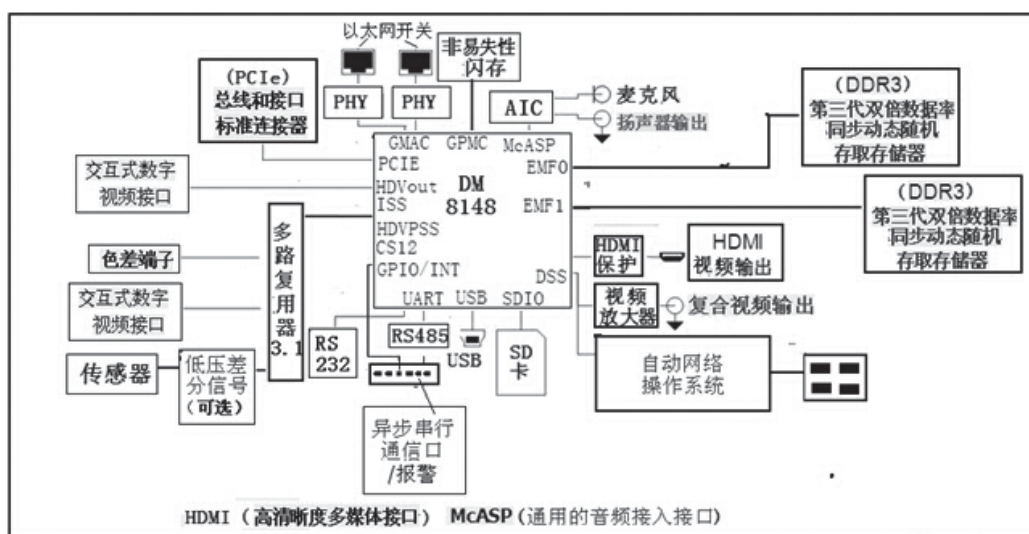 以太网开关
非易失性
闪存
(PCIe)
总线和接口
标准连接器
PHY
PHY
AIC
麦克风
扬声器输出
(DDR3)
第三代双倍数据率
同步动态随机
存取存储器
GMAC
GPMC
McASP
PCIE
EMF0
交互式数字
视频接口
HDVout
DM
8148
ISS
EMF1
(DDR3)
第三代双倍数据率
同步动态随机
存取存储器
HDVPSS
CS12
GPIO/INT
DSS
UART
USB
SDIO
多路复用器3.1
色差端子
交互式数字
视频接口
传感器
低压差
分信号
(可选)
HDMI
保护
HDMI
视频输出
视频
放大器
复合视频输出
RS
232
RS485
USB
SD
卡
自动网络
操作系统
异步串行
通信口
/报警
HDMI (高清晰度多媒体接口) McASP (通用的音频接入接口)